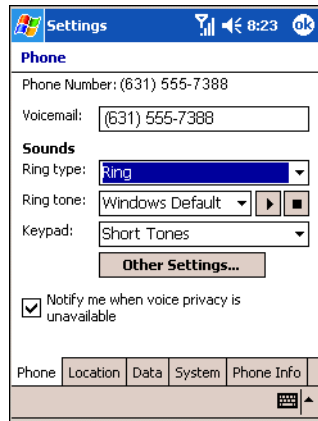 Settings 8:23 ok
Phone
Phone Number: (631) 555-7388
Voicemail: (631) 555-7388
Sounds
Ring type: Ring
Ring tone: Windows Default
Keypad: Short Tones
Other Settings...
Notify me when voice privacy is
unavailable
Phone Location Data System Phone Info